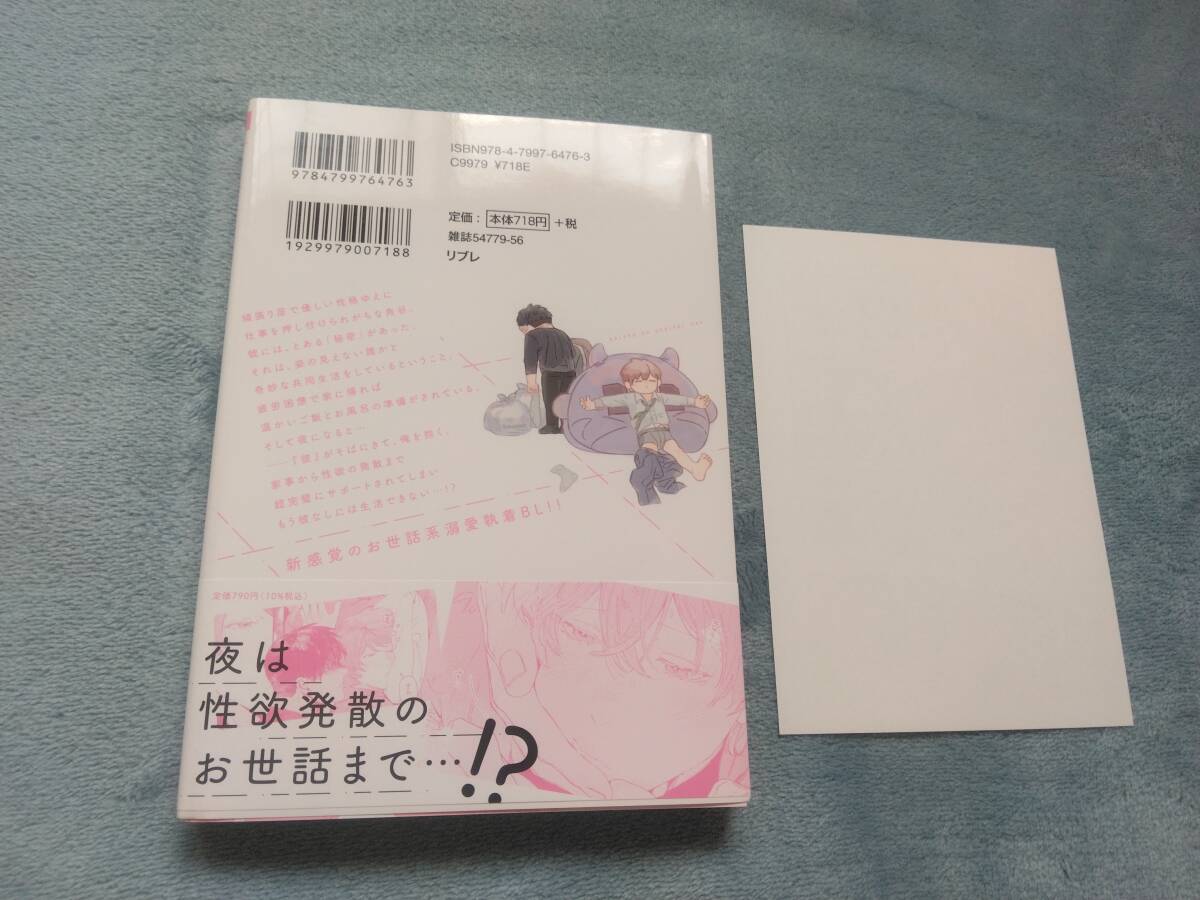 ISBN978-4-7997-6476-3
C9979 ¥718E
9784799764763
定価： 本体718円 +税
雑誌54779-56
リブレ
1929979007188
頑張り屋で優しい性格ゆえに
仕事を押し付けられがちな角谷。
彼には、とある「秘密」があった。
それは、姿の見えない誰かと
奇妙な共同生活をしているということ。
疲労困憊で家に帰れば
温かいご飯とお風呂の準備がされている。
そして夜になると…
――『彼』がそばにきて、俺を抱く。
家事から性欲の発散まで
超完璧にサポートされてしまい
もう彼なしには生活できない…!?
新感覚のお世話系溺愛執着BL!!
定価790円(10%税込)
夜は
性欲発散の
お世話まで…!?